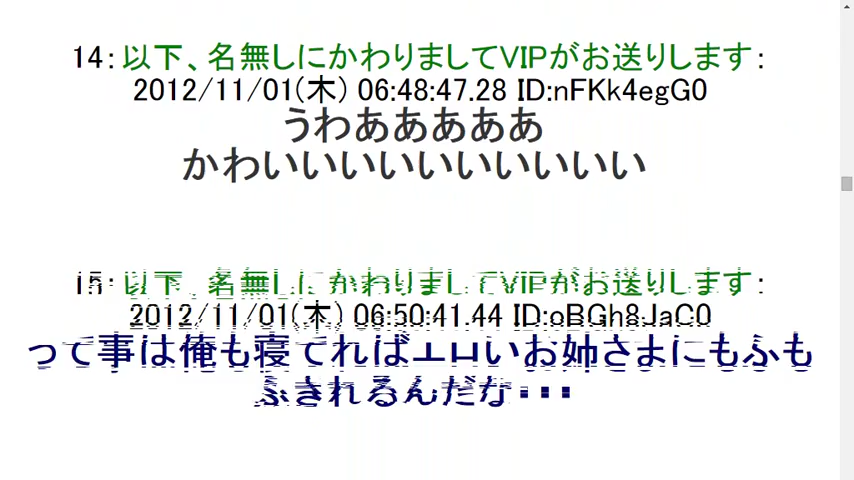 14：以下、名無しにかわりましてVIPがお送りします：
2012/11/01(木) 06:48:47.28 ID:nFKk4egG0
うわああああああ
かわいいいいいいいいいいい
15：以下、名無しにかわりましてVIPがお送りします：
2012/11/01(木) 06:50:41.44 ID:oBGh8JaC0
って事は俺も寝てればエロいお姉さまにもふも
ふされるんだな・・・